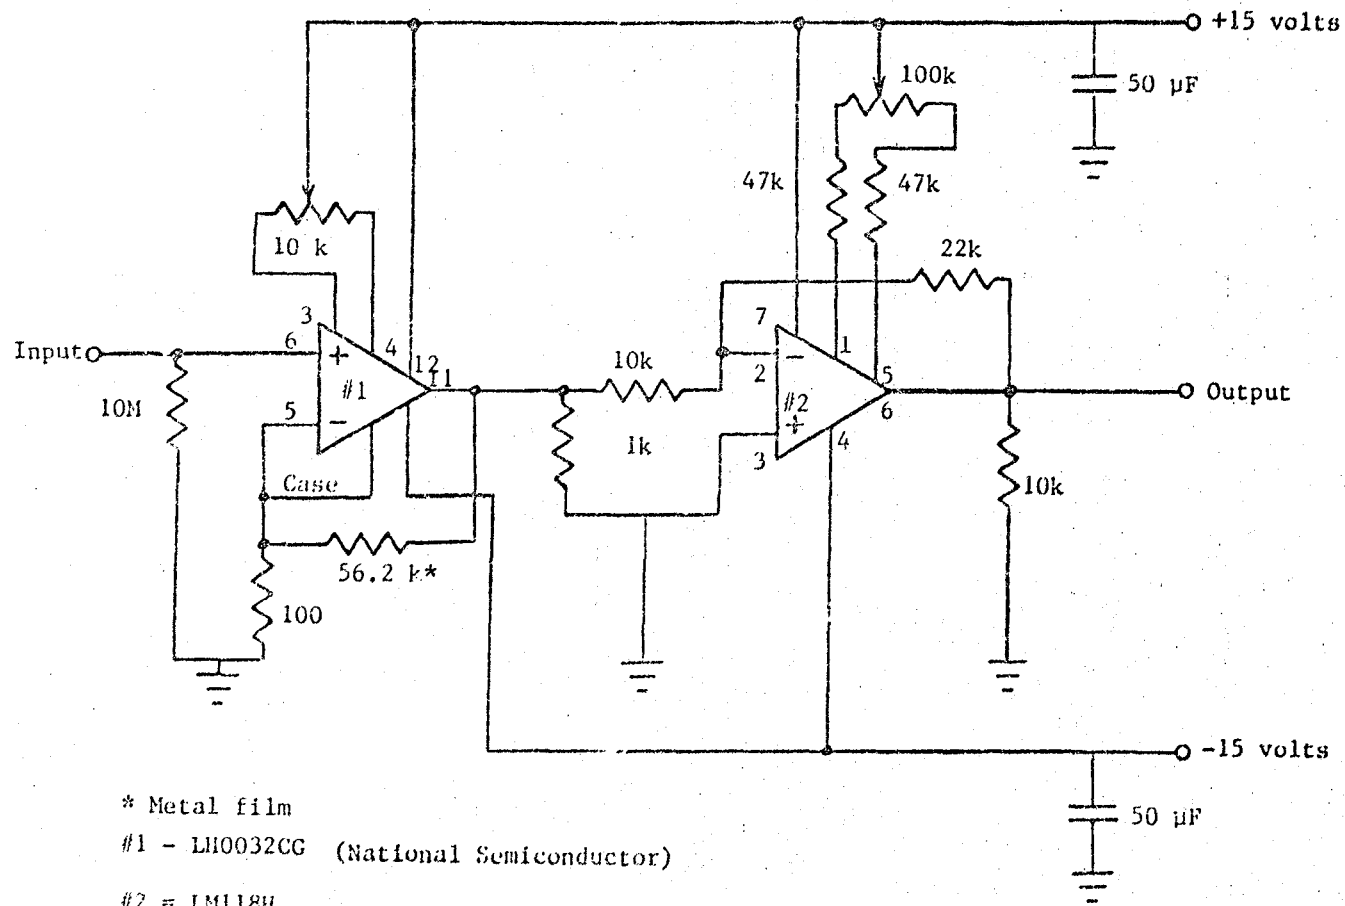 +15 volts
100k
50 µF
47k
47k
10 k
22k
3
7
Input
6
+
4
12
11
1
10k
−
2
5
#1
10M
5
−
#2
6
Output
+
1k
3
4
Case
10k
56.2 k*
100
-15 volts
* Metal film
50 µF
#1 - LH0032CG (National Semiconductor)
#2 = LM118H